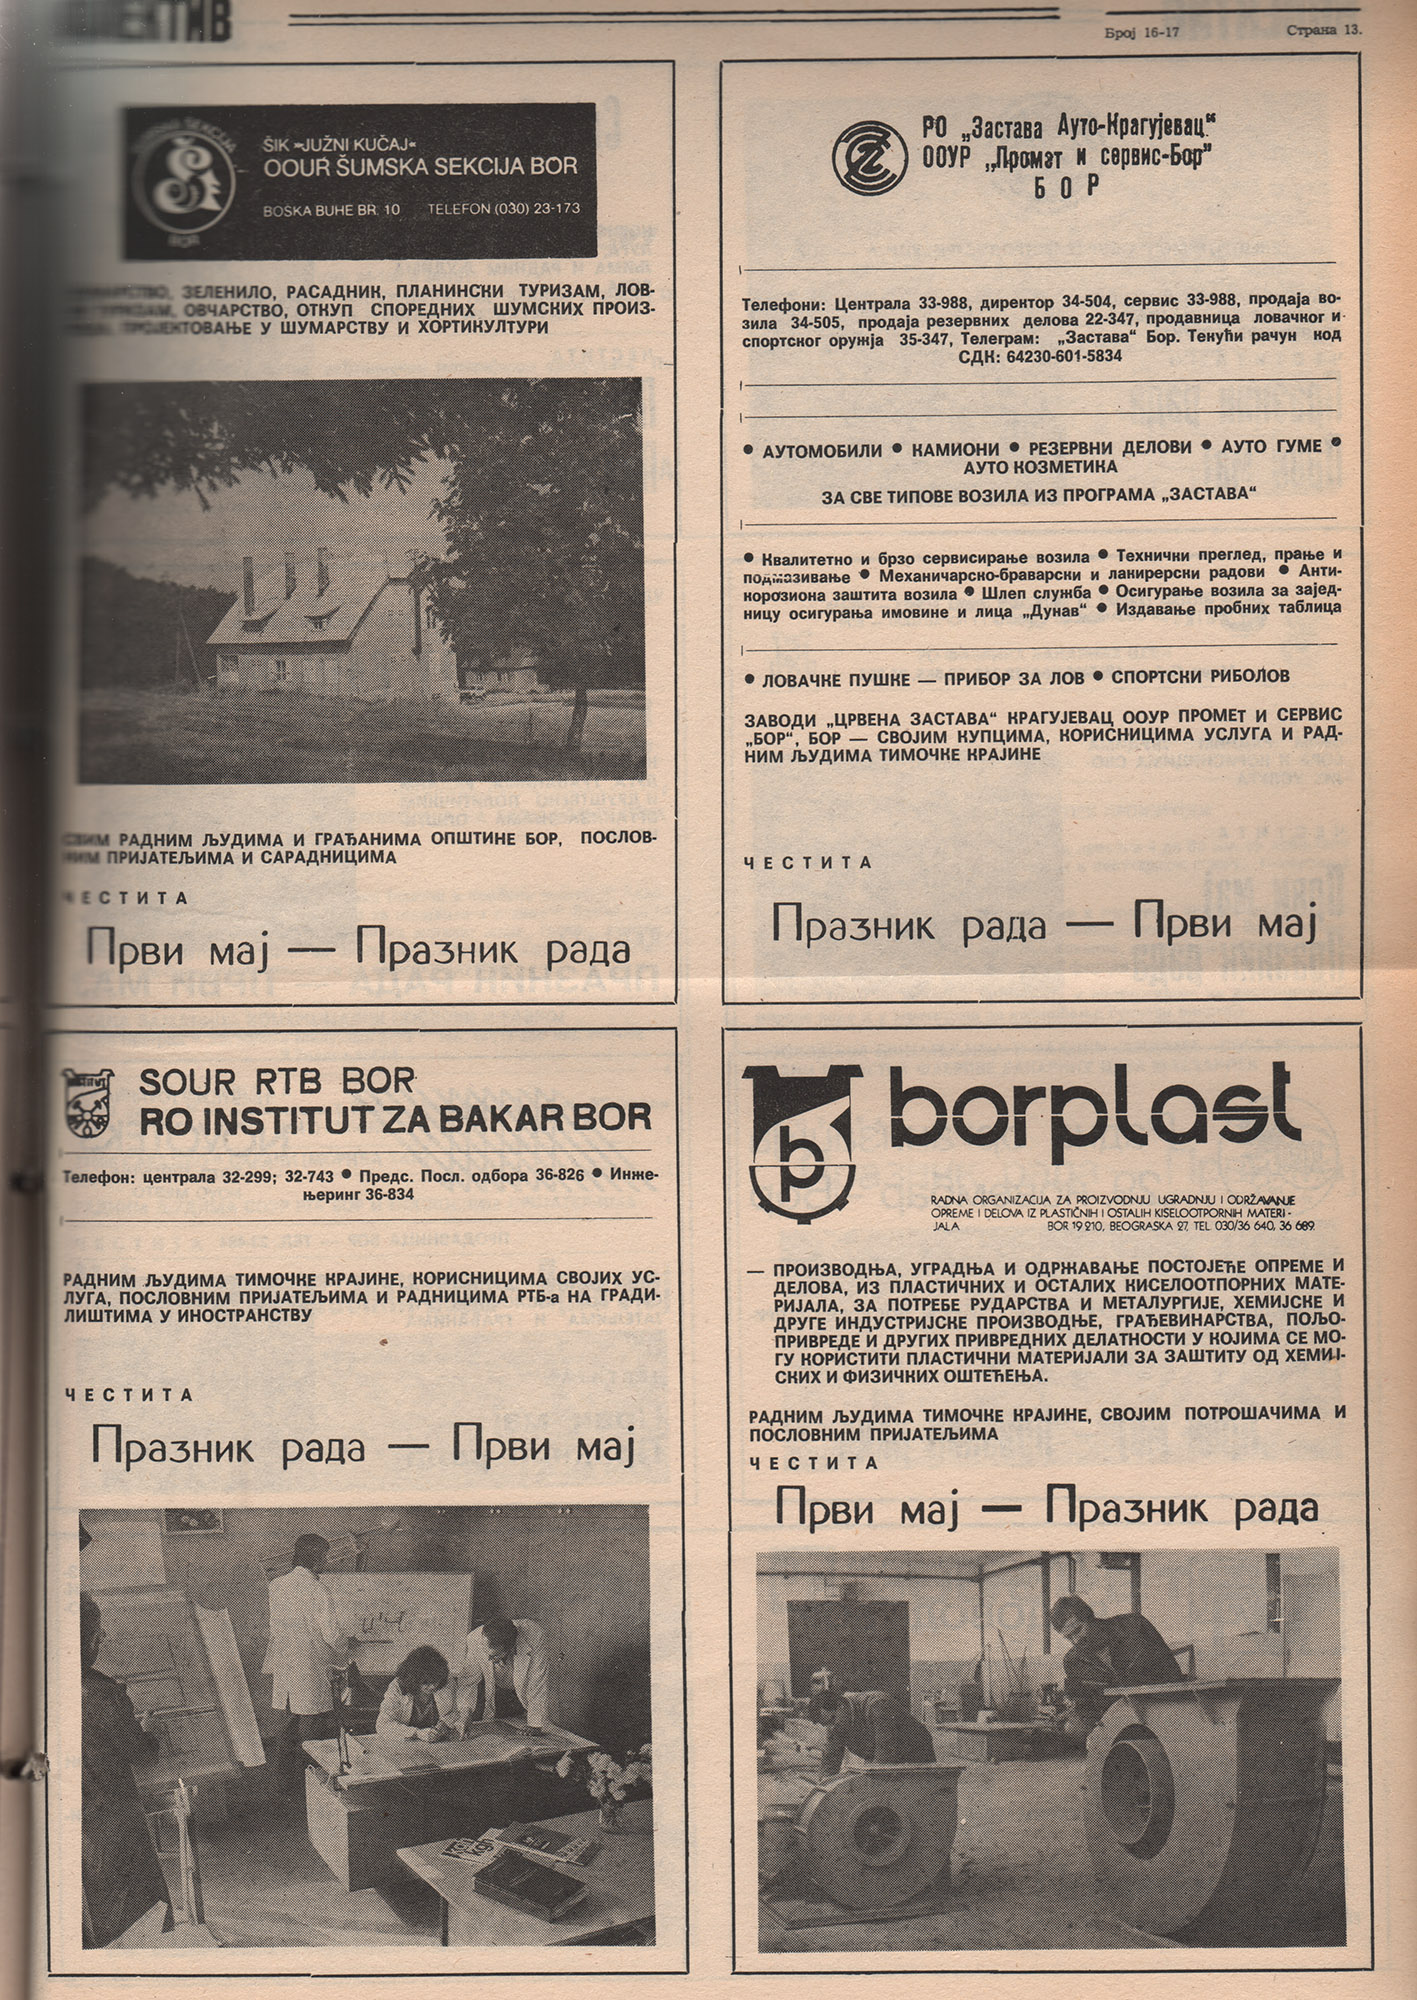 Број 16-17
Страна 13.
ŠIK »JUŽNI KUČAJ«
OOUR ŠUMSKA SEKCIJA BOR
BOSKA BUHE BR. 10 TELEFON (030) 23-173
ЗЕЛЕНИЛО, РАСАДНИК, ПЛАНИНСКИ ТУРИЗАМ, ЛОВ-
ОВЧАРСТВО, ОТКУП СПОРЕДНИХ ШУМСКИХ ПРОИЗ-
ПРОЈЕКТОВАЊЕ У ШУМАРСТВУ И ХОРТИКУЛТУРИ
СВИМ РАДНИМ ЉУДИМА И ГРАЂАНИМА ОПШТИНЕ БОР, ПОСЛОВ-
НИМ ПРИЈАТЕЉИМА И САРАДНИЦИМА
ЧЕСТИТА
Први мај — Празник рада
РО „Застава Ауто-Крагујевац“
ООУР „Промет и сервис-Бор”
БОР
Телефони: Централа 33-988, директор 34-504, сервис 33-988, продаја во-
зила 34-505, продаја резервних делова 22-347, продавница ловачког и
спортског оружја 35-347, Телеграм: „Застава“ Бор. Текући рачун код
СДК: 64230-601-5834
● АУТОМОБИЛИ ● КАМИОНИ ● РЕЗЕРВНИ ДЕЛОВИ ● АУТО ГУМЕ ●
АУТО КОЗМЕТИКА
ЗА СВЕ ТИПОВЕ ВОЗИЛА ИЗ ПРОГРАМА „ЗАСТАВА“
● Квалитетно и брзо сервисирање возила ● Технички преглед, прање и
подмазивање ● Механичарско-браварски и лакирерски радови ● Анти-
корозиона заштита возила ● Шлеп служба ● Осигурање возила за зајед-
ницу осигурања имовине и лица „Дунав“ ● Издавање пробних таблица
● ЛОВАЧКЕ ПУШКЕ — ПРИБОР ЗА ЛОВ ● СПОРТСКИ РИБОЛОВ
ЗАВОДИ „ЦРВЕНА ЗАСТАВА“ КРАГУЈЕВАЦ ООУР ПРОМЕТ И СЕРВИС
„БОР“, БОР — СВОЈИМ КУПЦИМА, КОРИСНИЦИМА УСЛУГА И РАД-
НИМ ЉУДИМА ТИМОЧКЕ КРАЈИНЕ
ЧЕСТИТА
Празник рада — Први мај
SOUR RTB BOR
RO INSTITUT ZA BAKAR BOR
Телефон: централа 32-299; 32-743 ● Предс. Посл. одбора 36-826 ● Инже-
њеринг 36-834
РАДНИМ ЉУДИМА ТИМОЧКЕ КРАЈИНЕ, КОРИСНИЦИМА СВОЈИХ УС-
ЛУГА, ПОСЛОВНИМ ПРИЈАТЕЉИМА И РАДНИЦИМА РТБ-а НА ГРАДИ-
ЛИШТИМА У ИНОСТРАНСТВУ
ЧЕСТИТА
Празник рада — Први мај
borplast
RADNA ORGANIZACIJA ZA PROIZVODNJU UGRADNJU I ODRŽAVANJE
OPREME I DELOVA IZ PLASTIČNIH I OSTALIH KISELOOTPORNIH MATERI-
JALA BOR 19 210, BEOGRASKA 27, TEL. 030/36 640, 36 689
— ПРОИЗВОДЊА, УГРАДЊА И ОДРЖАВАЊЕ ПОСТОЈЕЋЕ ОПРЕМЕ И
ДЕЛОВА, ИЗ ПЛАСТИЧНИХ И ОСТАЛИХ КИСЕЛООТПОРНИХ МАТЕ-
РИЈАЛА, ЗА ПОТРЕБЕ РУДАРСТВА И МЕТАЛУРГИЈЕ, ХЕМИЈСКЕ И
ДРУГЕ ИНДУСТРИЈСКЕ ПРОИЗВОДЊЕ, ГРАЂЕВИНАРСТВА, ПОЉО-
ПРИВРЕДЕ И ДРУГИХ ПРИВРЕДНИХ ДЕЛАТНОСТИ У КОЈИМА СЕ МО-
ГУ КОРИСТИТИ ПЛАСТИЧНИ МАТЕРИЈАЛИ ЗА ЗАШТИТУ ОД ХЕМИЈ-
СКИХ И ФИЗИЧКИХ ОШТЕЋЕЊА.
РАДНИМ ЉУДИМА ТИМОЧКЕ КРАЈИНЕ, СВОЈИМ ПОТРОШАЧИМА И
ПОСЛОВНИМ ПРИЈАТЕЉИМА
ЧЕСТИТА
Први мај — Празник рада